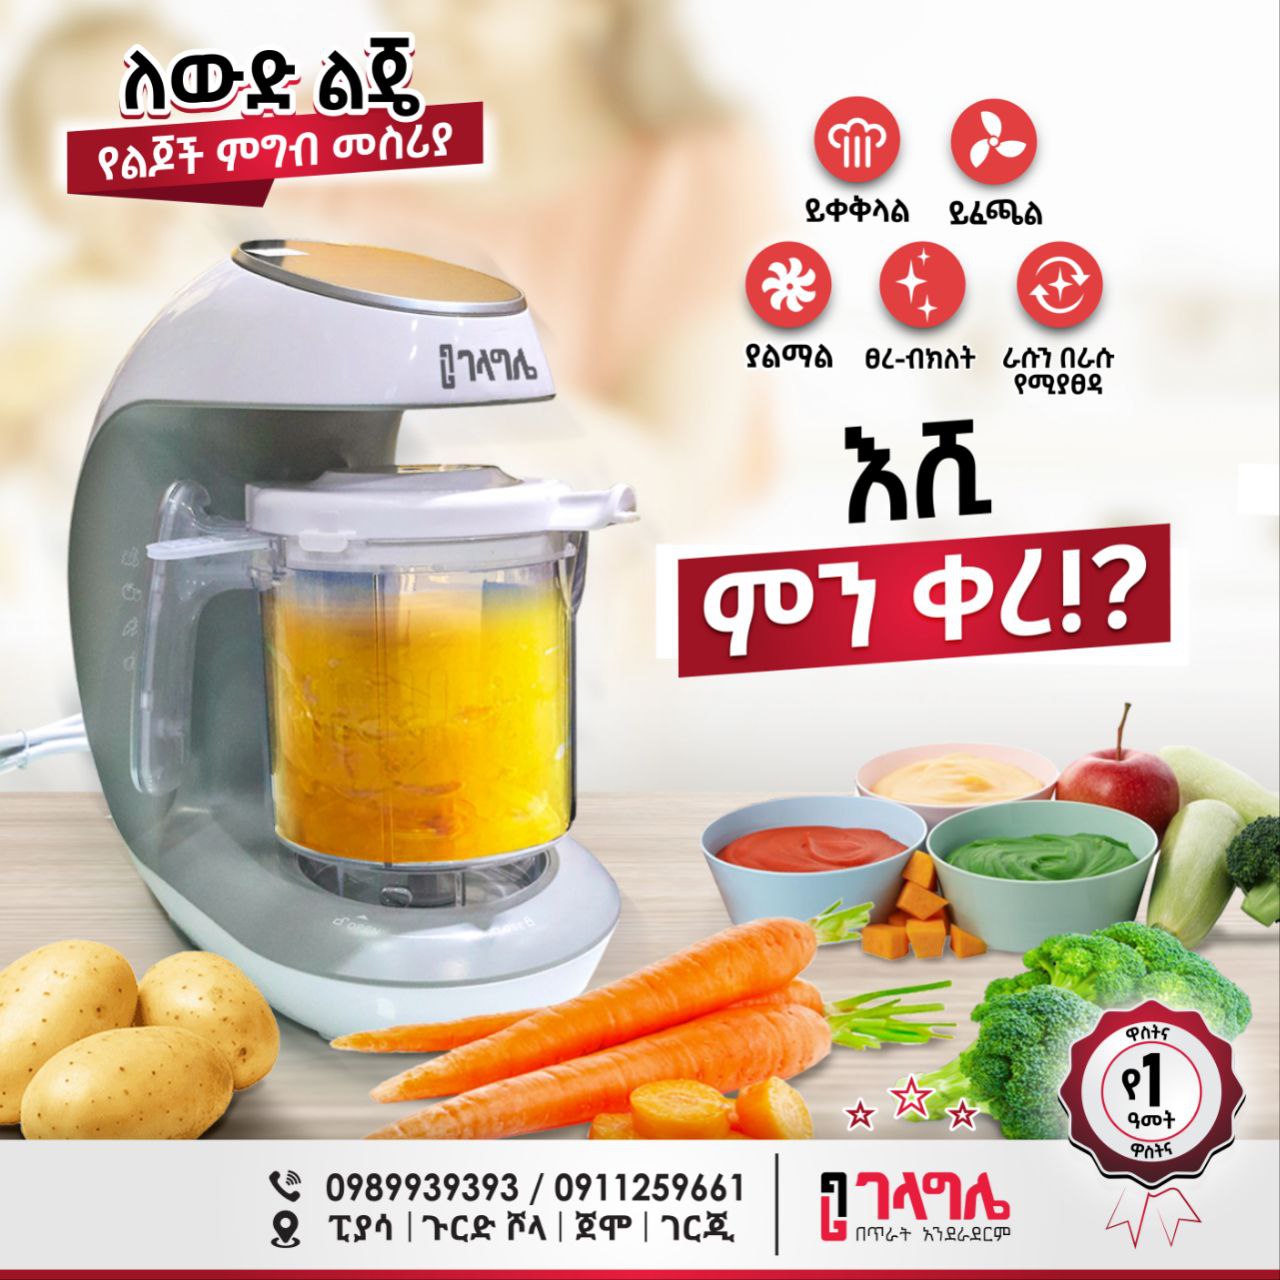 ለውድ ልጄ
የልጆች ምግብ መስሪያ
ይቀቅላል
ይፈጫል
ያልማል
ፀረ-ብክለት
ራሱን በራሱ
የሚያፀዳ
ገላግሌ
እሺ
ምን ቀረ!?
ዋስትና
የ1
ዓመት
ዋስትና
0989939393 / 0911259661
ፒያሳ | ጉርድ ሾላ | ጀሞ | ገርጂ
ገላግሌ
በጥራት አንደራደርም